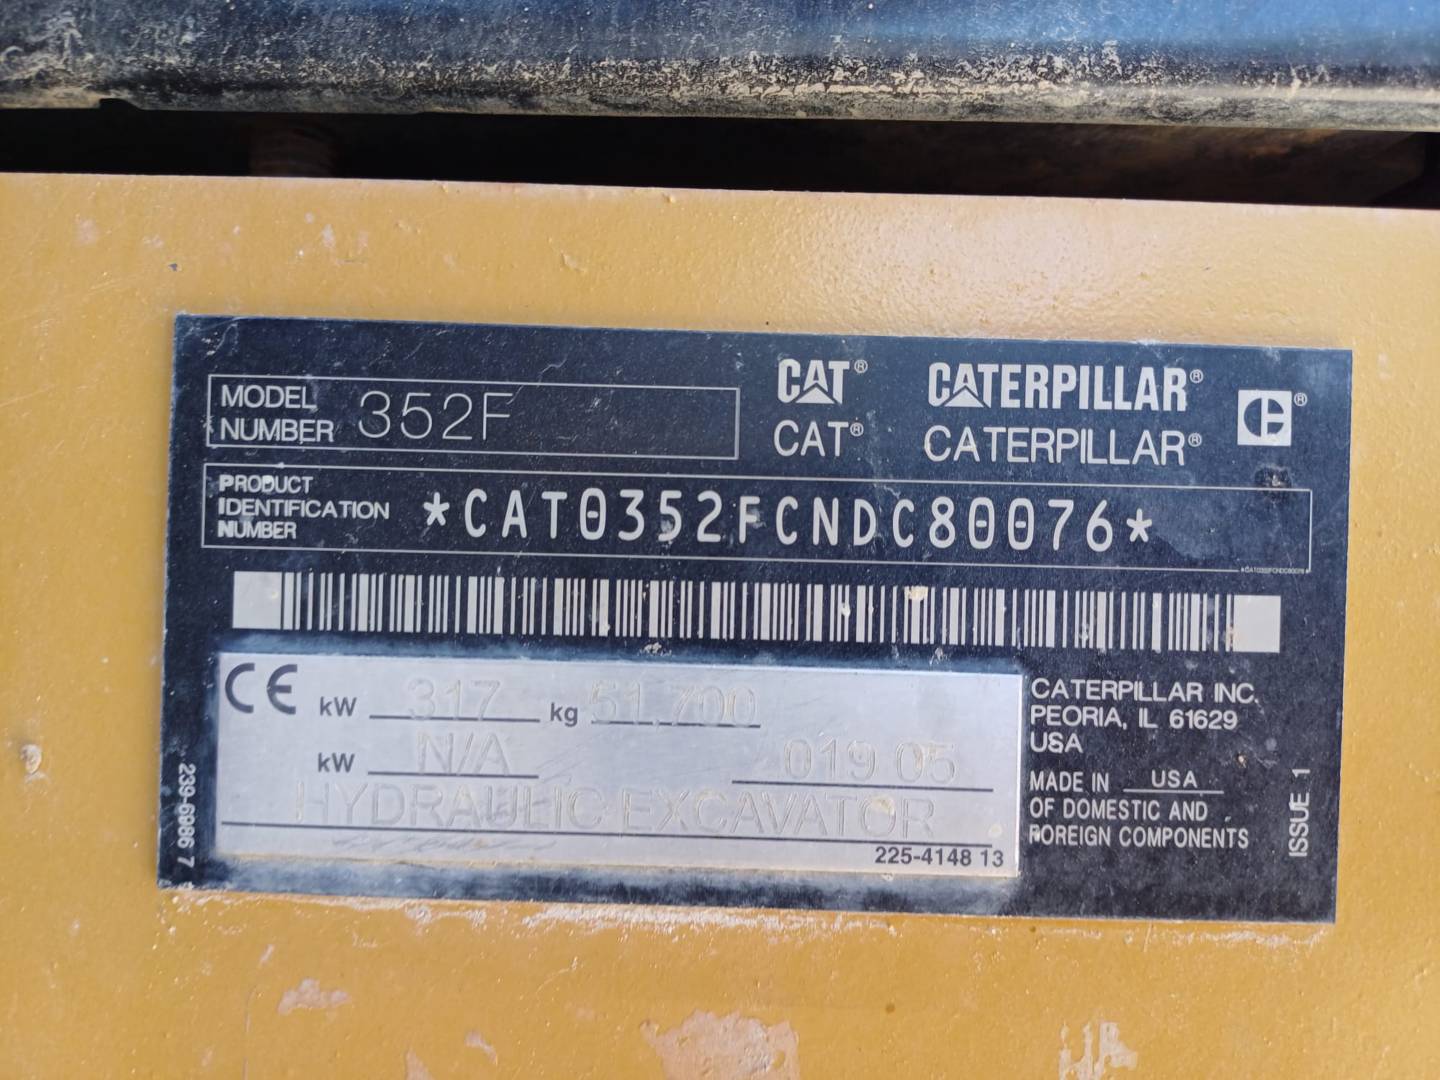 MODEL NUMBER 352F
CAT® CATERPILLAR®
CAT® CATERPILLAR®
PRODUCT IDENTIFICATION NUMBER *CAT0352FCNDC80076*
*CAT0352FCNDC80076*
CE kW 317 kg 51,700
kW N/A 019 05
HYDRAULIC EXCAVATOR
225-4148 13
CATERPILLAR INC.
PEORIA, IL 61629
USA
MADE IN USA
OF DOMESTIC AND
FOREIGN COMPONENTS
239-6986 7
ISSUE 1